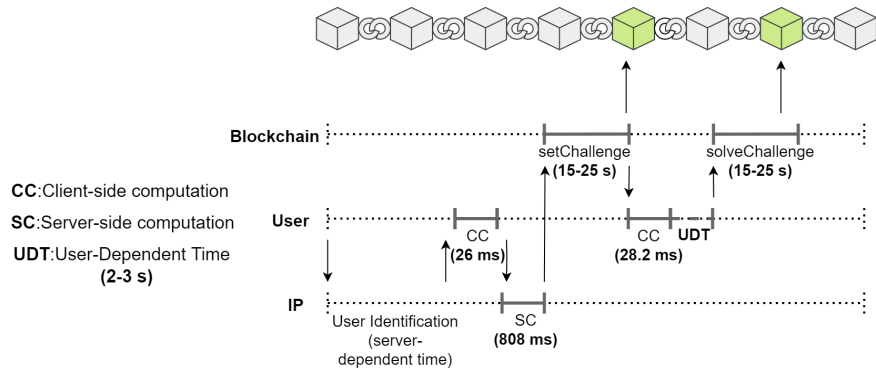 Blockchain
setChallenge
(15-25 s)
solveChallenge
(15-25 s)
CC:Client-side computation
SC:Server-side computation
UDT:User-Dependent Time
(2-3 s)
User
CC
(26 ms)
CC
(28.2 ms)
UDT
IP
User Identification
(server-
dependent time)
SC
(808 ms)